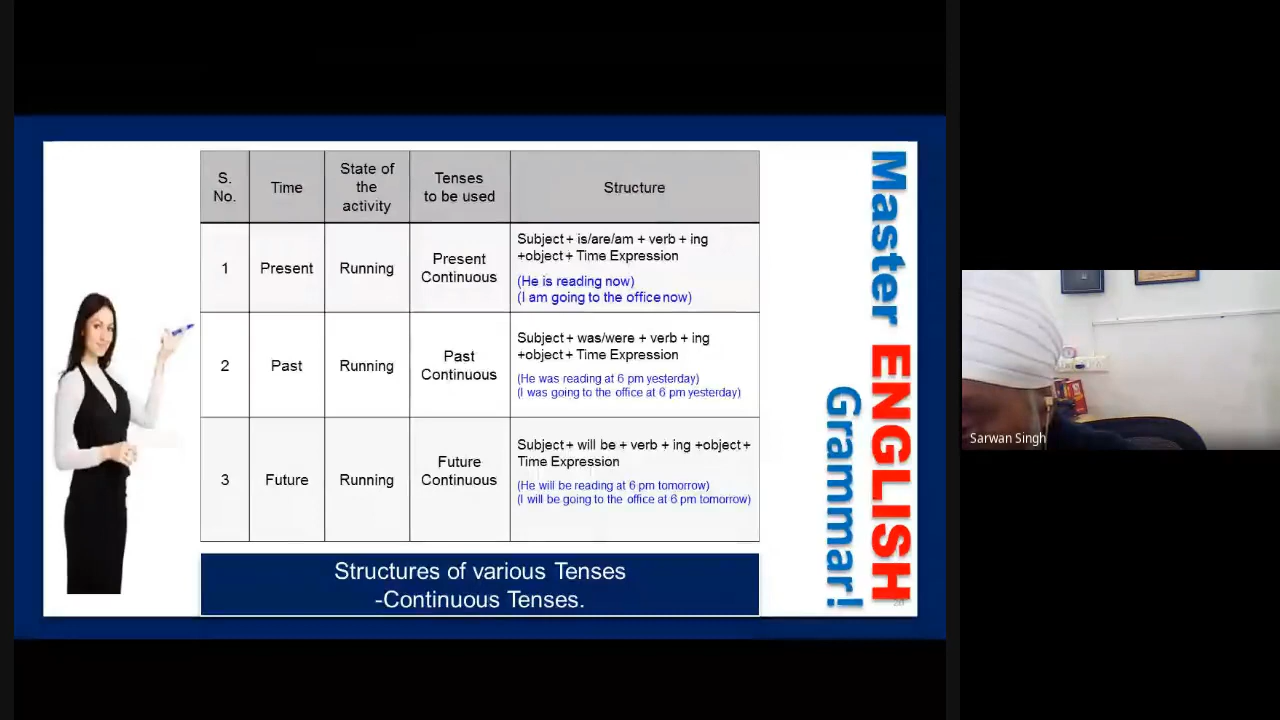 S.
No.
Time
State of
the
activity
Tenses
to be used
Structure
1
Present
Running
Present
Continuous
Subject + is/are/am + verb + ing
+object + Time Expression
(He is reading now)
(I am going to the office now)
2
Past
Running
Past
Continuous
Subject + was/were + verb + ing
+object + Time Expression
(He was reading at 6 pm yesterday)
(I was going to the office at 6 pm yesterday)
3
Future
Running
Future
Continuous
Subject + will be + verb + ing +object +
Time Expression
(He will be reading at 6 pm tomorrow)
(I will be going to the office at 6 pm tomorrow)
Structures of various Tenses
-Continuous Tenses.
Master ENGLISH
Grammar!
Sarwan Singh